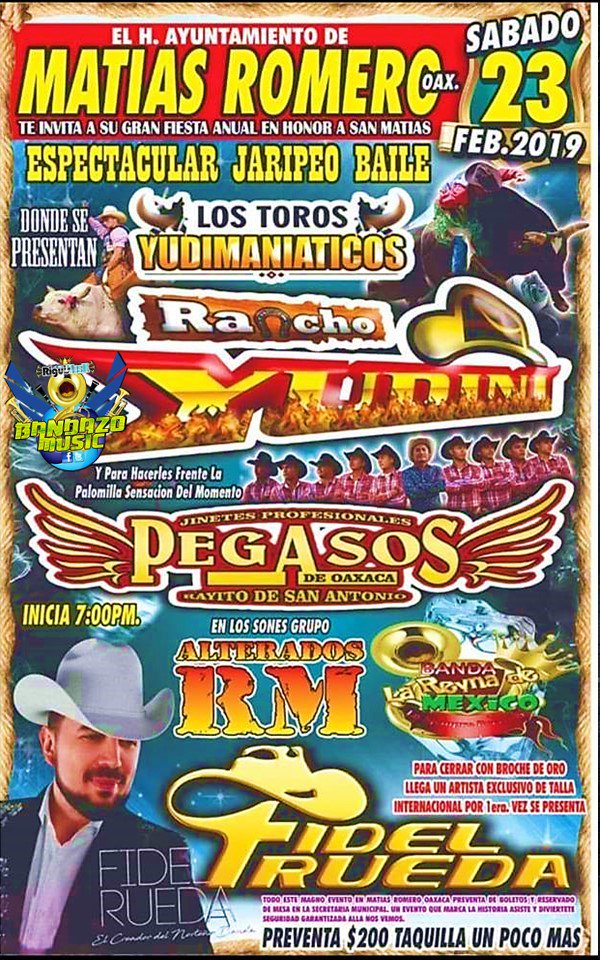 EL H. AYUNTAMIENTO DE
MATIAS ROMERO OAX.
TE INVITA A SU GRAN FIESTA ANUAL EN HONOR A SAN MATIAS
SABADO
23
FEB.2019
ESPECTACULAR JARIPEO BAILE
DONDE SE
PRESENTAN
LOS TOROS
YUDIMANIATICOS
Rancho
YUDINI
Rigu
BANDAZO
MUSIC
Y Para Hacerles Frente La
Palomilla Sensacion Del Momento
JINETES PROFESIONALES
PEGASOS
DE OAXACA
RAYITO DE SAN ANTONIO
INICIA 7:00PM.
EN LOS SONES GRUPO
ALTERADOS
RM
BANDA
La Reyna de
MEXICO
PARA CERRAR CON BROCHE DE ORO
LLEGA UN ARTISTA EXCLUSIVO DE TALLA
INTERNACIONAL POR 1era. VEZ SE PRESENTA
FIDEL
RUEDA
FIDEL
RUEDA
El Creador del Norteño Banda
TODO ESTE MAGNO EVENTO EN MATIAS ROMERO OAXACA PREVENTA DE BOLETOS Y RESERVADO
DE MESA EN LA SECRETARIA MUNICIPAL. UN EVENTO QUE MARCA LA HISTORIA ASISTE Y DIVIERTETE
SEGURIDAD GARANTIZADA ALLA NOS VEMOS.
PREVENTA $200 TAQUILLA UN POCO MAS